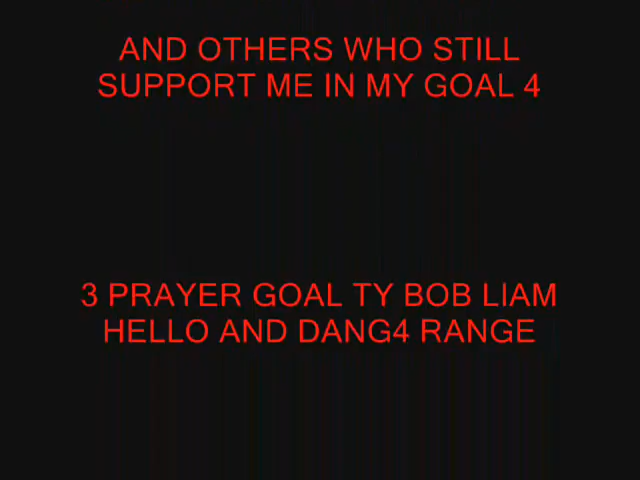 AND OTHERS WHO STILL
SUPPORT ME IN MY GOAL 4
3 PRAYER GOAL TY BOB LIAM
HELLO AND DANG4 RANGE